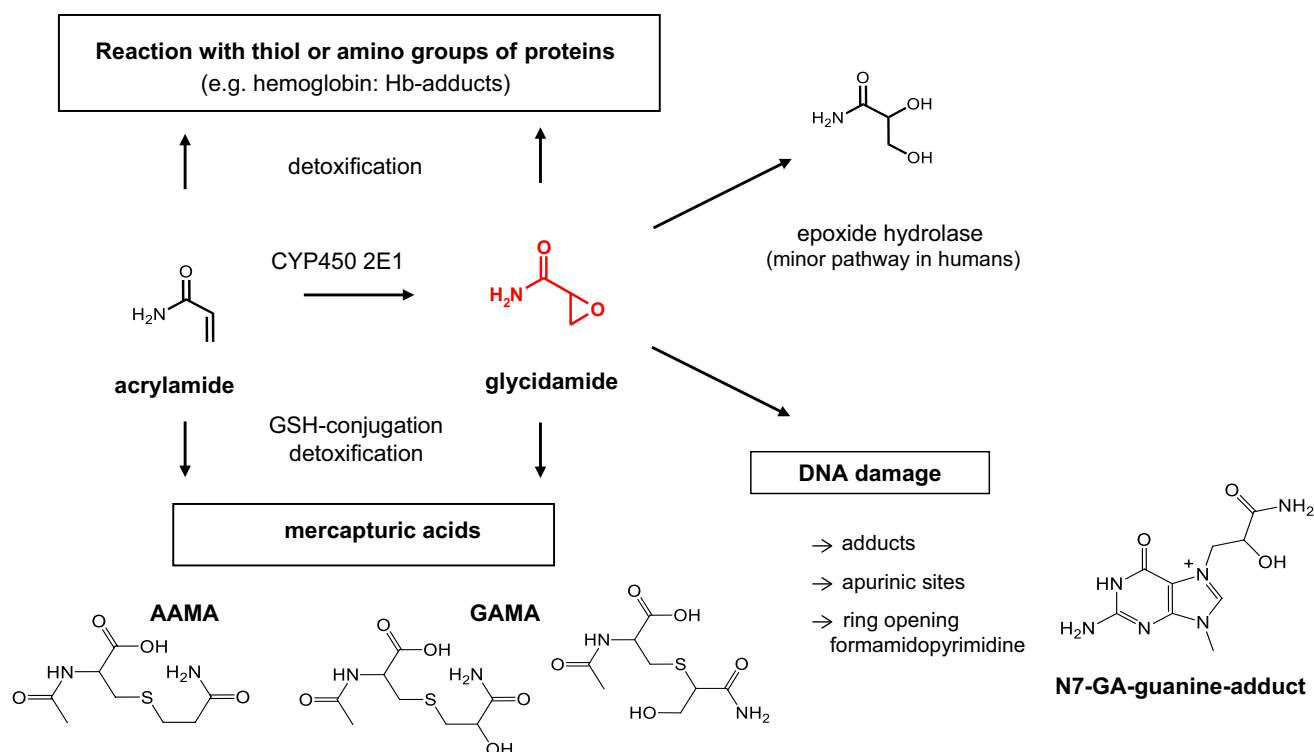 Reaction with thiol or amino groups of proteins
(e.g. hemoglobin: Hb-adducts)
detoxification
O
H2N
OH
OH
epoxide hydrolase
(minor pathway in humans)
CYP450 2E1
O
H2N
acrylamide
O
H2N
O
glycidamide
GSH-conjugation
detoxification
mercapturic acids
DNA damage
→ adducts
→ apurinic sites
→ ring opening
formamidopyrimidine
AAMA
O
OH
HN
O
S
H2N
O
GAMA
O
OH
HN
O
S
H2N
O
OH
O
OH
HN
O
S
O
HO
NH2
O
NH2
OH
O
N
+
HN
H2N
N
N
N7-GA-guanine-adduct